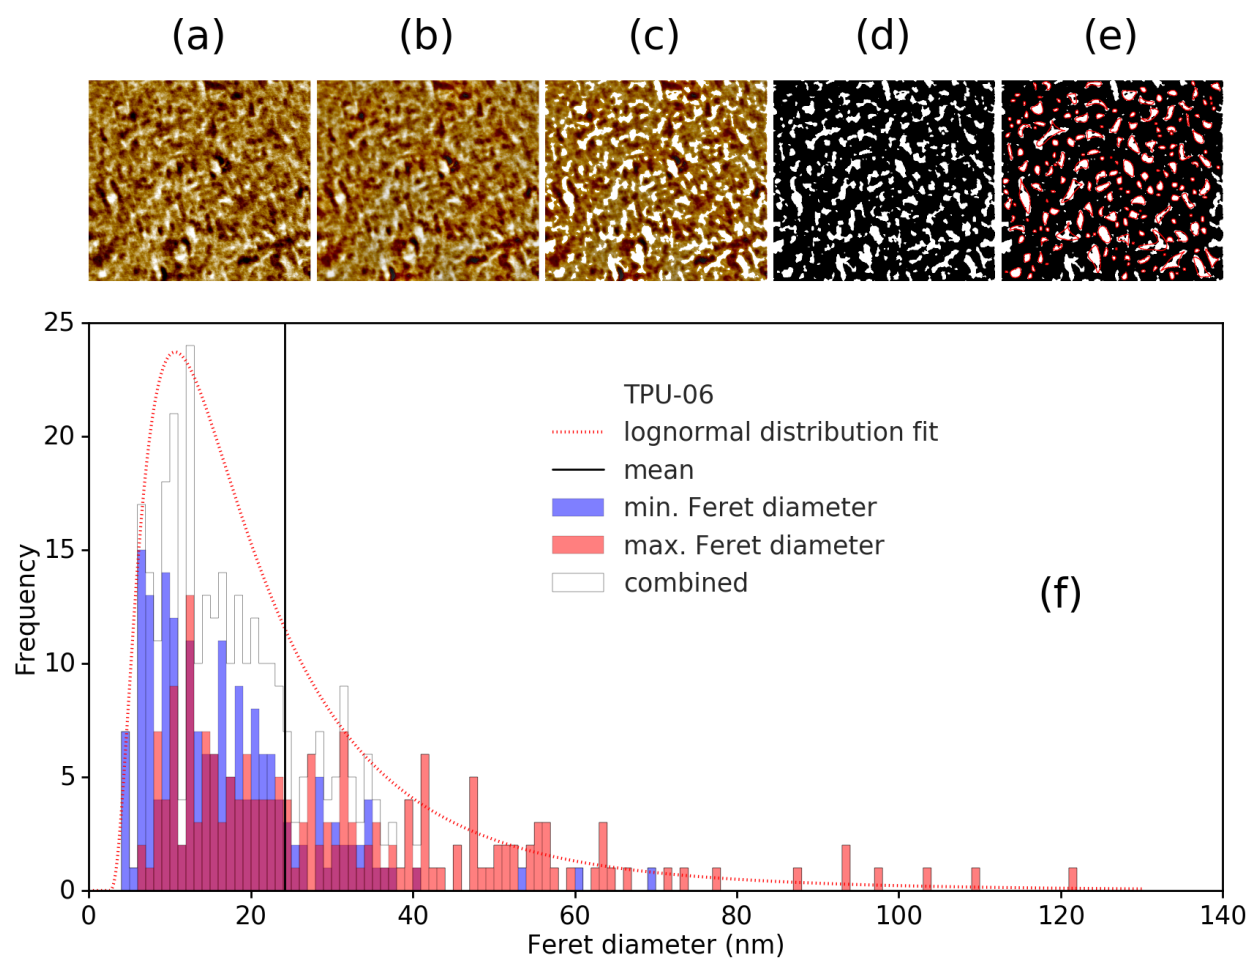 (a) (b) (c) (d) (e)
25
20
15
10
5
0
Frequency
TPU-06
lognormal distribution fit
mean
min. Feret diameter
max. Feret diameter
combined
(f)
0 20 40 60 80 100 120 140
Feret diameter (nm)